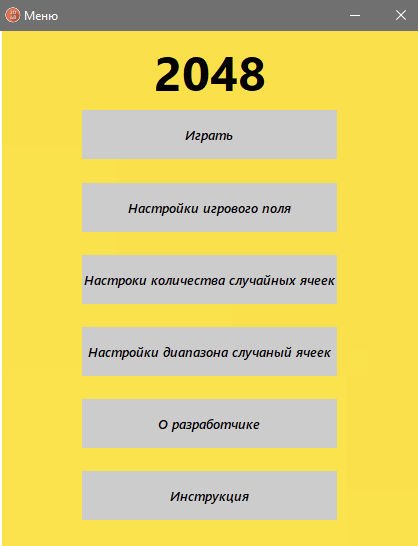 Меню
2048
Играть
Настройки игрового поля
Настроки количества случайных ячеек
Настройки диапазона случаный ячеек
О разработчике
Инструкция